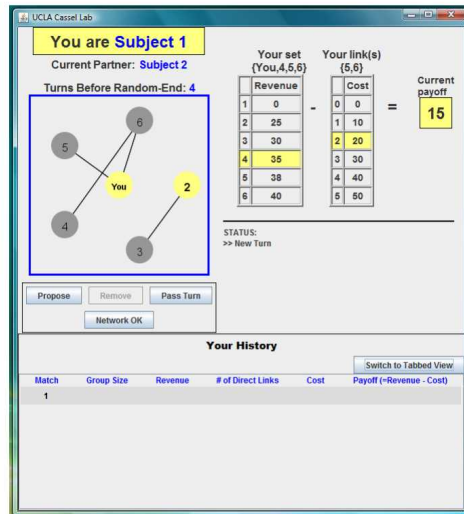 UCLA Cassel Lab
You are Subject 1
Current Partner: Subject 2
Turns Before Random-End: 4
6
5
You
2
4
3
Propose
Remove
Pass Turn
Network OK
Your set
{You,4,5,6}
Revenue
1 0
2 25
3 30
4 35
5 38
6 40
-
Your link(s)
{5,6}
Cost
0 0
1 10
2 20
3 30
4 40
5 50
=
Current
payoff
15
STATUS:
>> New Turn
Your History
Switch to Tabbed View
Match Group Size Revenue # of Direct Links Cost Payoff (=Revenue - Cost)
1